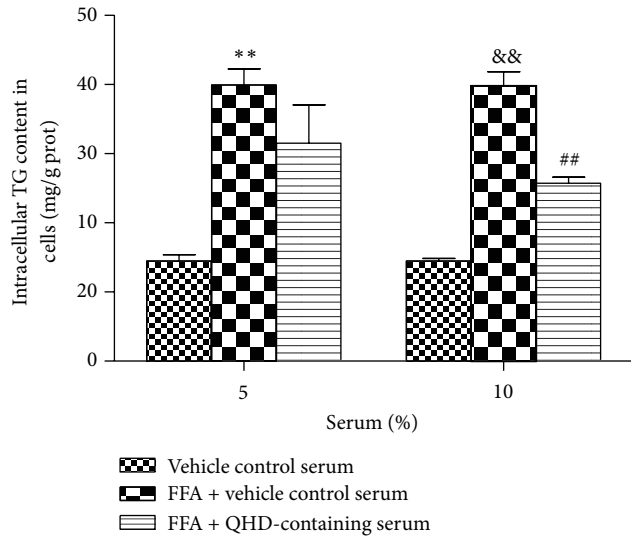 50
40
30
10
20
0
Intracellular TG content in
cells (mg/g prot)
**
&&
##
5
10
Serum (%)
Vehicle control serum
FFA + vehicle control serum
FFA + QHD-containing serum